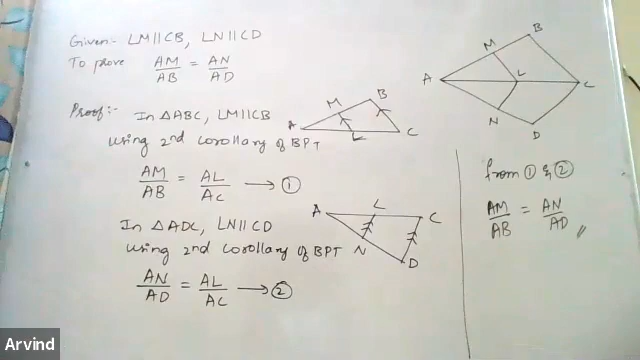 Given:- LM||CB, LN||CD
To prove AM/AB = AN/AD
Proof:- In △ABC, LM||CB
using 2nd corollary of BPT
AM/AB = AL/AC → ①
In △ADC, LN||CD
using 2nd corollary of BPT
AN/AD = AL/AC → ②
A M B L C
A L C N D
A M B L C N D
from ① & ②
AM/AB = AN/AD //
Arvind